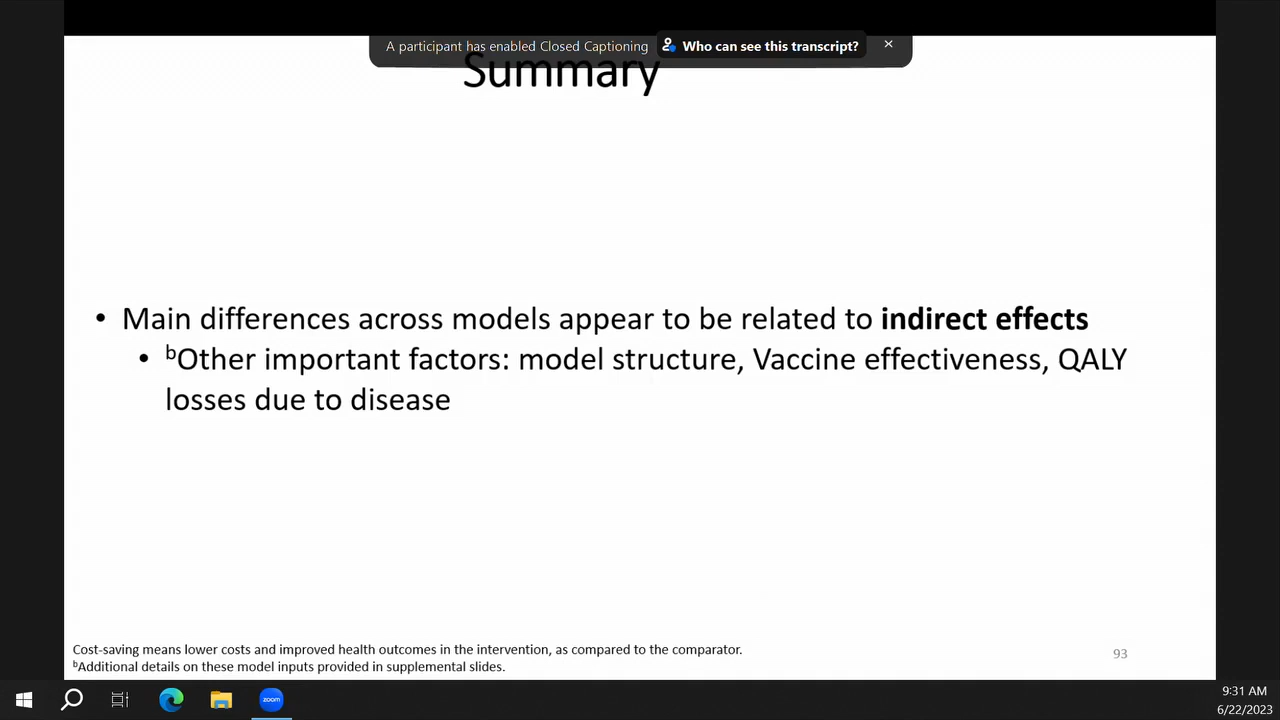 A participant has enabled Closed Captioning Who can see this transcript?
Summary
• Main differences across models appear to be related to indirect effects
• ᵇOther important factors: model structure, Vaccine effectiveness, QALY
losses due to disease
Cost-saving means lower costs and improved health outcomes in the intervention, as compared to the comparator.
ᵇAdditional details on these model inputs provided in supplemental slides.
93
zoom
9:31 AM
6/22/2023